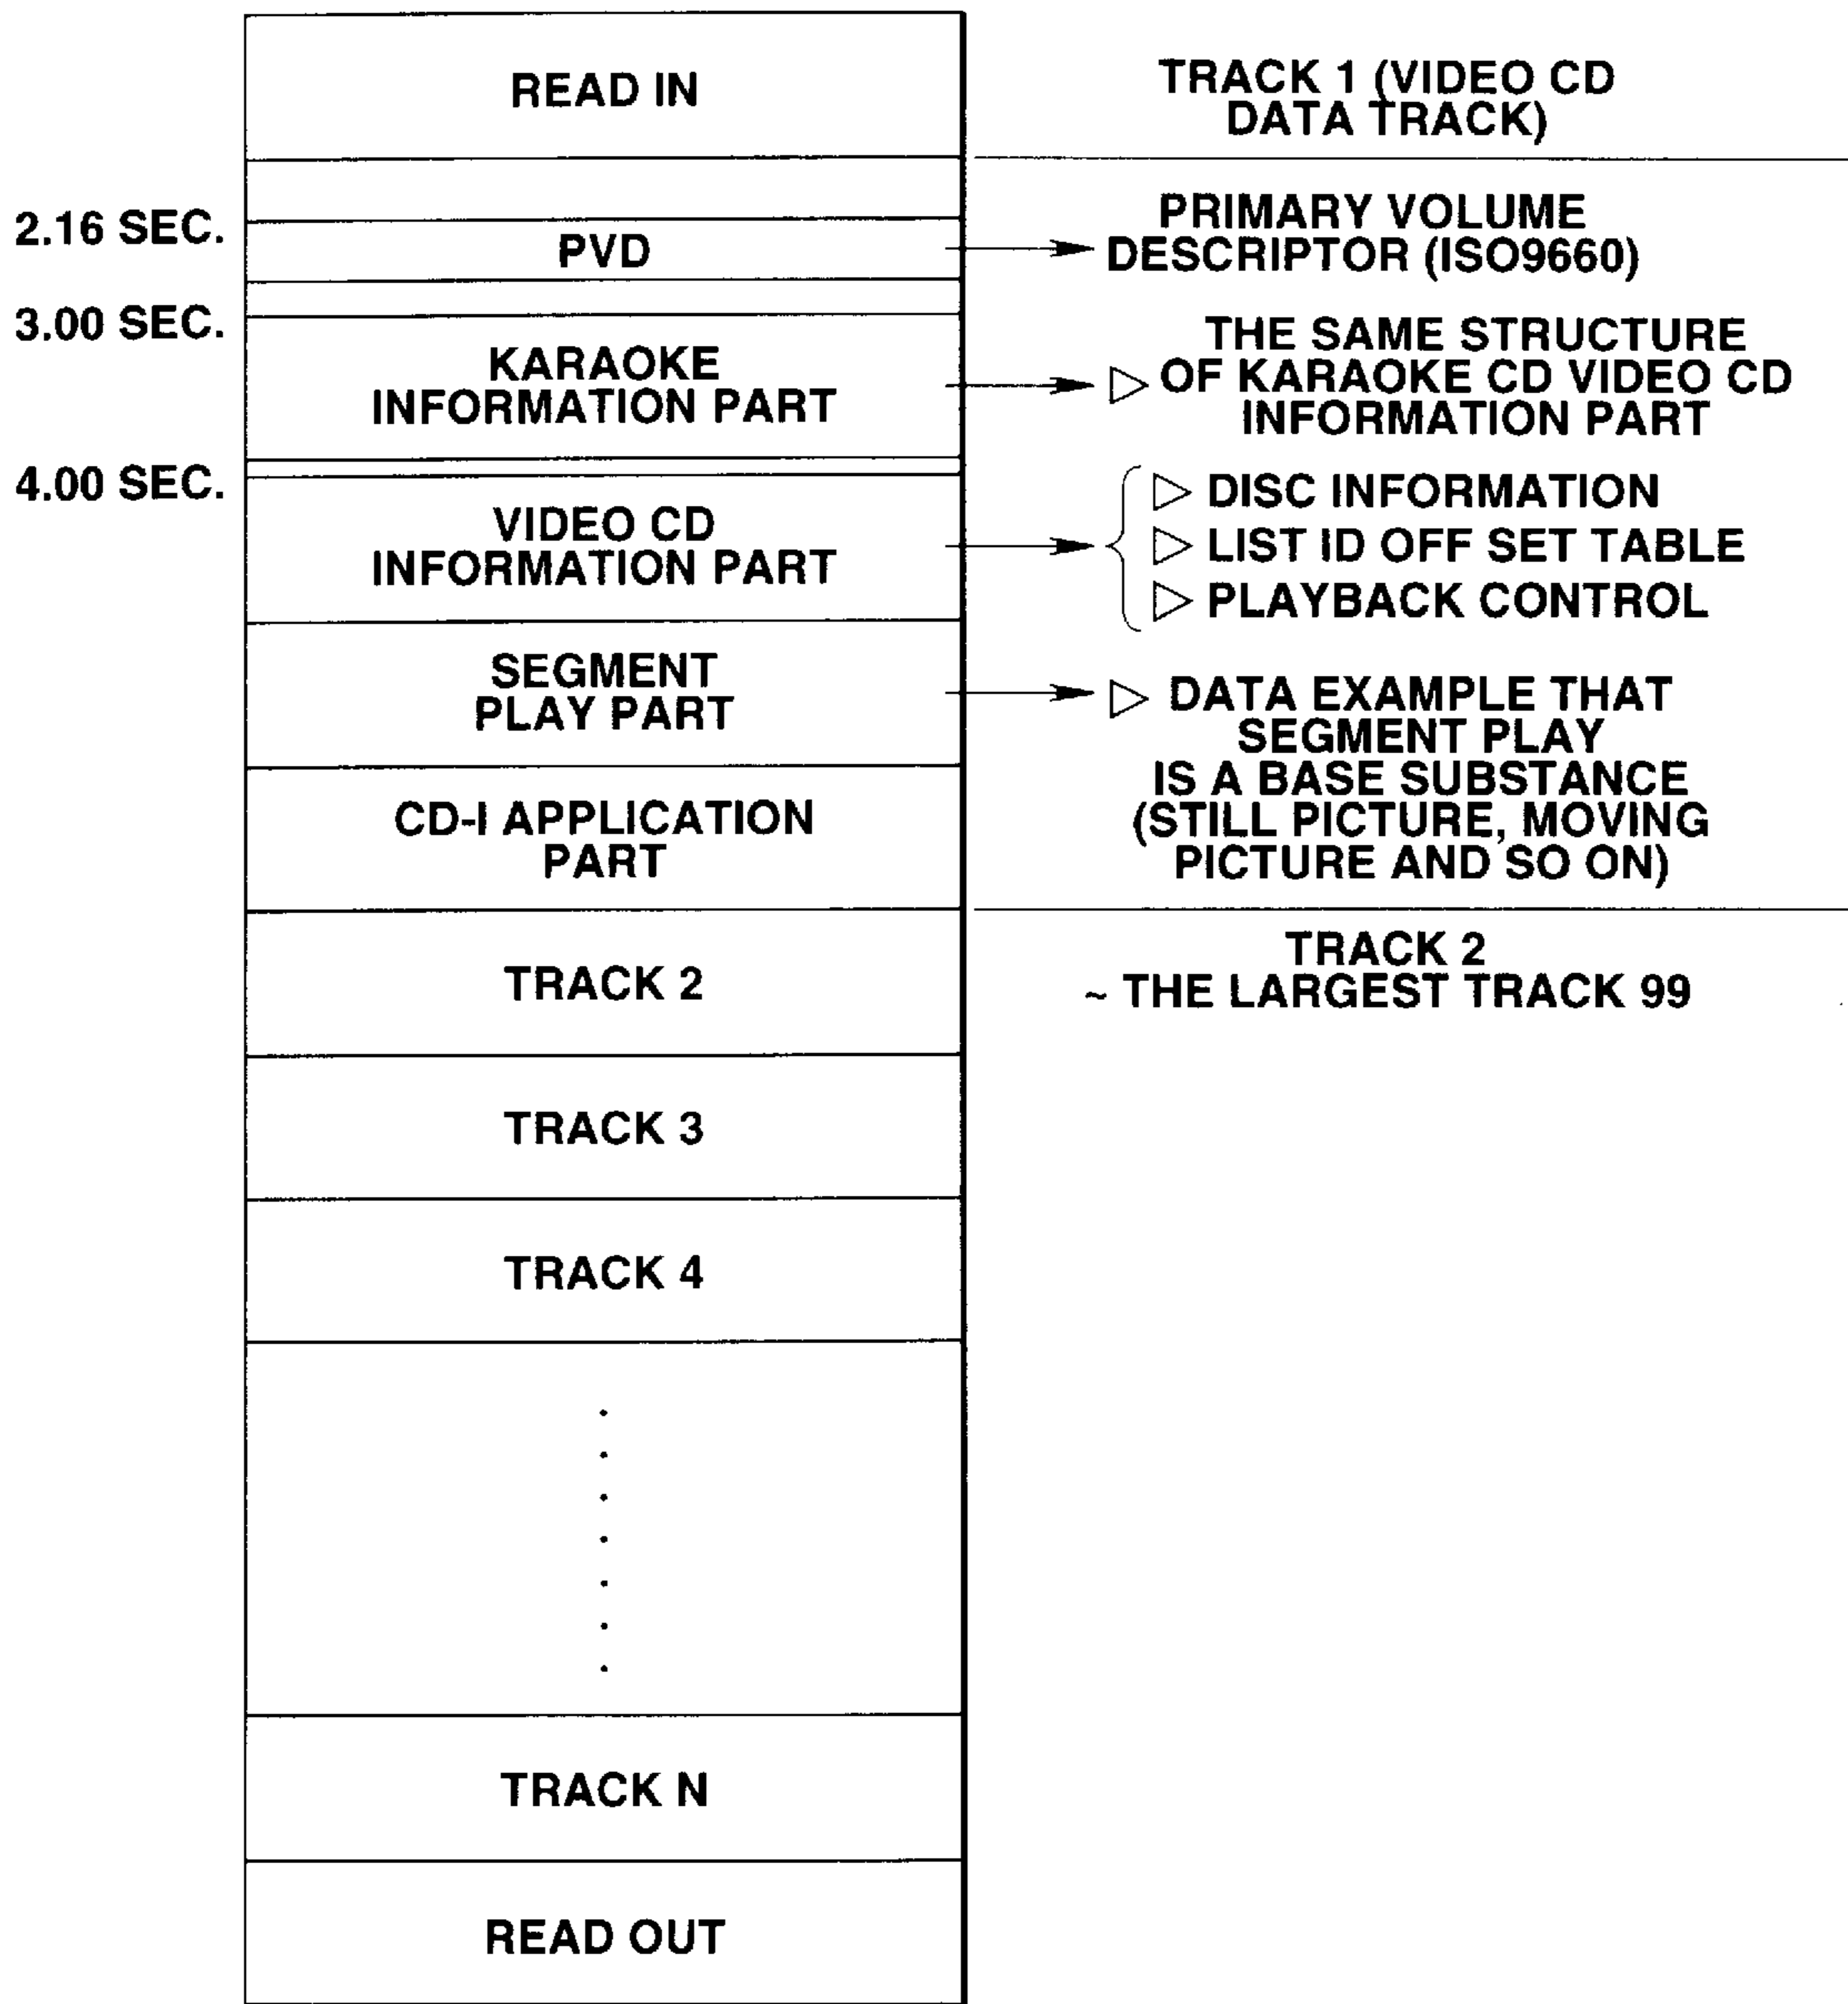 READ IN
TRACK 1 (VIDEO CD
DATA TRACK)
2.16 SEC.
PVD
PRIMARY VOLUME
DESCRIPTOR (ISO9660)
3.00 SEC.
KARAOKE
INFORMATION PART
THE SAME STRUCTURE
OF KARAOKE CD VIDEO CD
INFORMATION PART
4.00 SEC.
VIDEO CD
INFORMATION PART
DISC INFORMATION
LIST ID OFF SET TABLE
PLAYBACK CONTROL
SEGMENT
PLAY PART
DATA EXAMPLE THAT
SEGMENT PLAY
IS A BASE SUBSTANCE
(STILL PICTURE, MOVING
PICTURE AND SO ON)
CD-I APPLICATION
PART
TRACK 2
TRACK 2
~ THE LARGEST TRACK 99
TRACK 3
TRACK 4
TRACK N
READ OUT